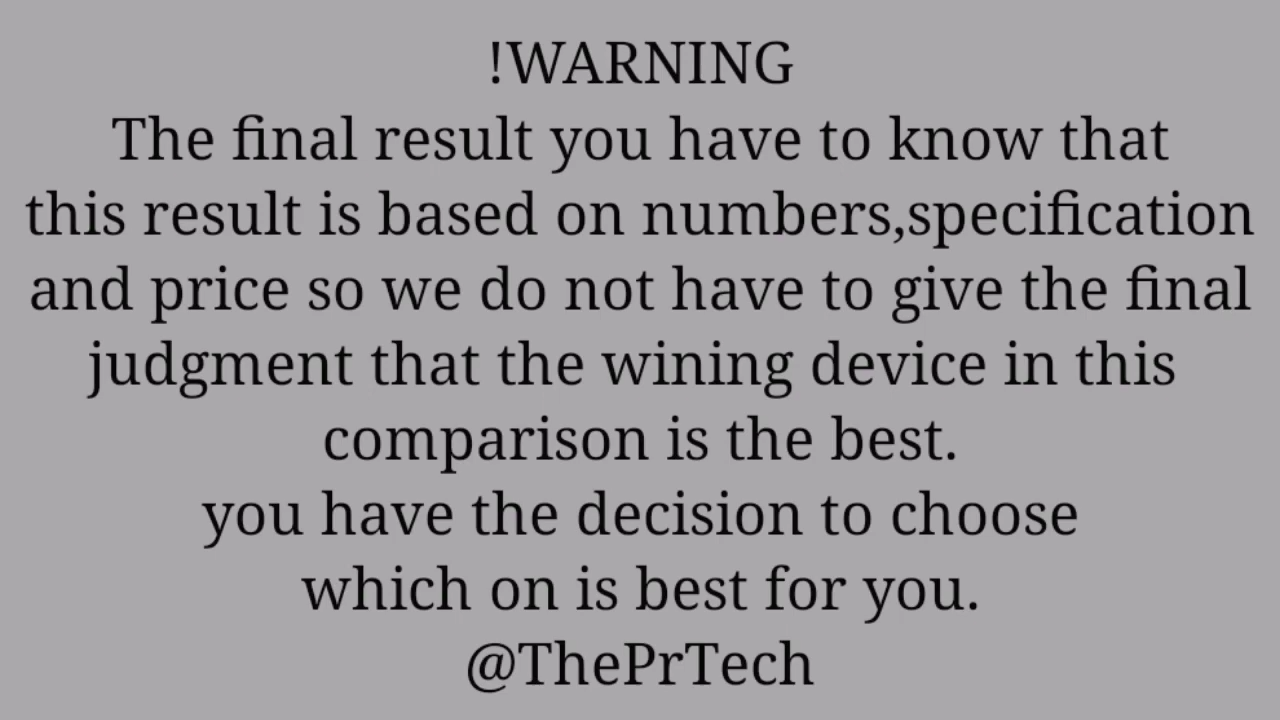 !WARNING
The final result you have to know that
this result is based on numbers,specification
and price so we do not have to give the final
judgment that the wining device in this
comparison is the best.
you have the decision to choose
which on is best for you.
@ThePrTech